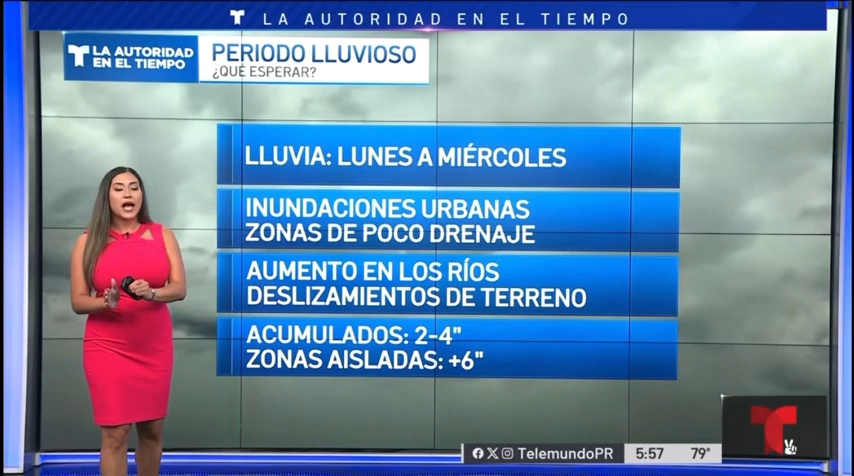 LA AUTORIDAD EN EL TIEMPO
LA AUTORIDAD
EN EL TIEMPO
PERIODO LLUVIOSO
¿QUÉ ESPERAR?
LLUVIA: LUNES A MIÉRCOLES
INUNDACIONES URBANAS
ZONAS DE POCO DRENAJE
AUMENTO EN LOS RÍOS
DESLIZAMIENTOS DE TERRENO
ACUMULADOS: 2-4"
ZONAS AISLADAS: +6"
TelemundoPR 5:57 79°